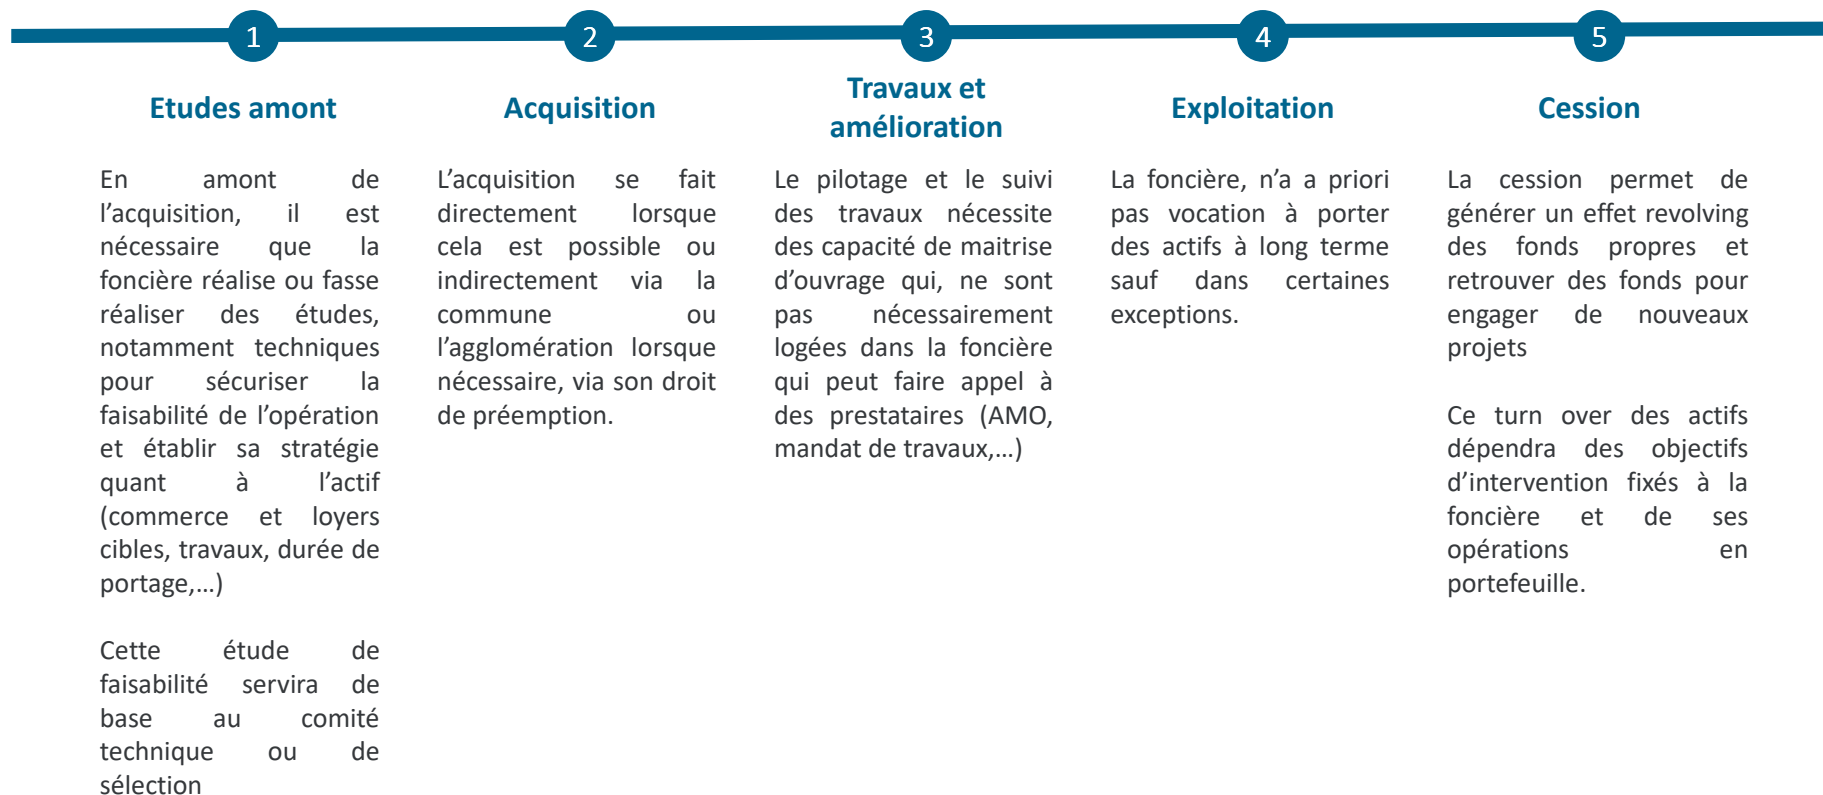 1
Etudes amont
En amont de
l’acquisition, il est
nécessaire que la
foncière réalise ou fasse
réaliser des études,
notamment techniques
pour sécuriser la
faisabilité de l’opération
et établir sa stratégie
quant à l’actif
(commerce et loyers
cibles, travaux, durée de
portage,…)
Cette étude de
faisabilité servira de
base au comité
technique ou de
sélection
2
Acquisition
L’acquisition se fait
directement lorsque
cela est possible ou
indirectement via la
commune ou
l’agglomération lorsque
nécessaire, via son droit
de préemption.
3
Travaux et
amélioration
Le pilotage et le suivi
des travaux nécessite
des capacité de maitrise
d’ouvrage qui, ne sont
pas nécessairement
logées dans la foncière
qui peut faire appel à
des prestataires (AMO,
mandat de travaux,…)
4
Exploitation
La foncière, n’a a priori
pas vocation à porter
des actifs à long terme
sauf dans certaines
exceptions.
5
Cession
La cession permet de
générer un effet revolving
des fonds propres et
retrouver des fonds pour
engager de nouveaux
projets
Ce turn over des actifs
dépendra des objectifs
d’intervention fixés à la
foncière et de ses
opérations en
portefeuille.